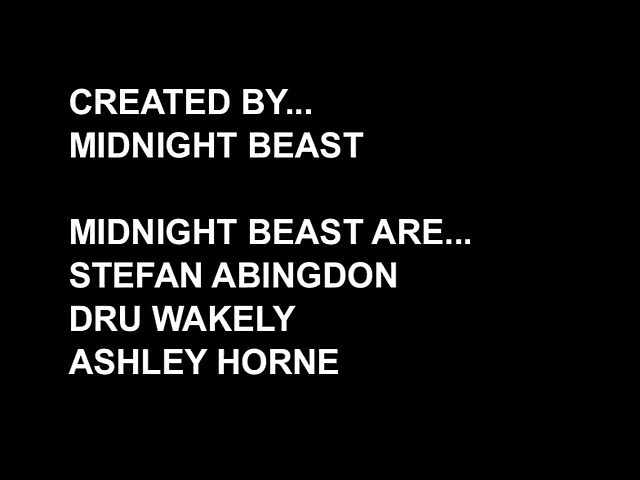 CREATED BY...
MIDNIGHT BEAST
MIDNIGHT BEAST ARE...
STEFAN ABINGDON
DRU WAKELY
ASHLEY HORNE